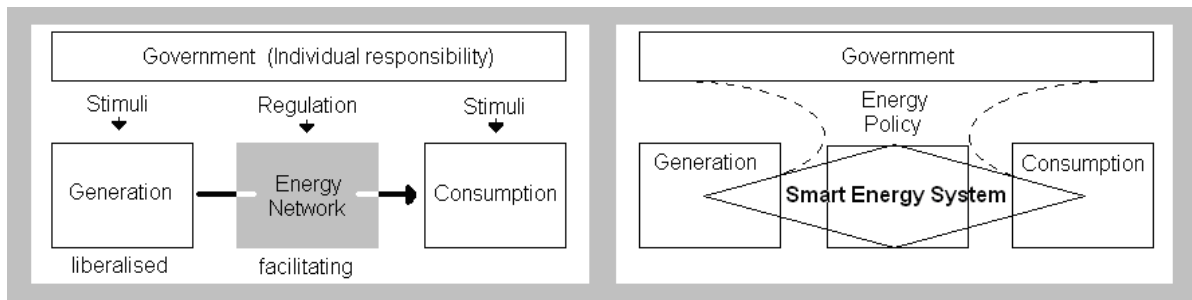 Government (Individual responsibility)
Stimuli
Regulation
Stimuli
Generation
Energy
Network
Consumption
liberalised
facilitating
Government
Energy
Policy
Generation
Consumption
Smart Energy System